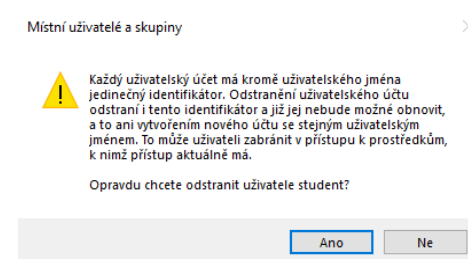 Místní uživatelé a skupiny
Každý uživatelský účet má kromě uživatelského jména
jedinečný identifikátor. Odstranění uživatelského účtu
odstraní i tento identifikátor a již jej nebude možné obnovit,
a to ani vytvořením nového účtu se stejným uživatelským
jménem. To může uživateli zabránit v přístupu k prostředkům,
k nimž přístup aktuálně má.
Opravdu chcete odstranit uživatele student?
Ano
Ne